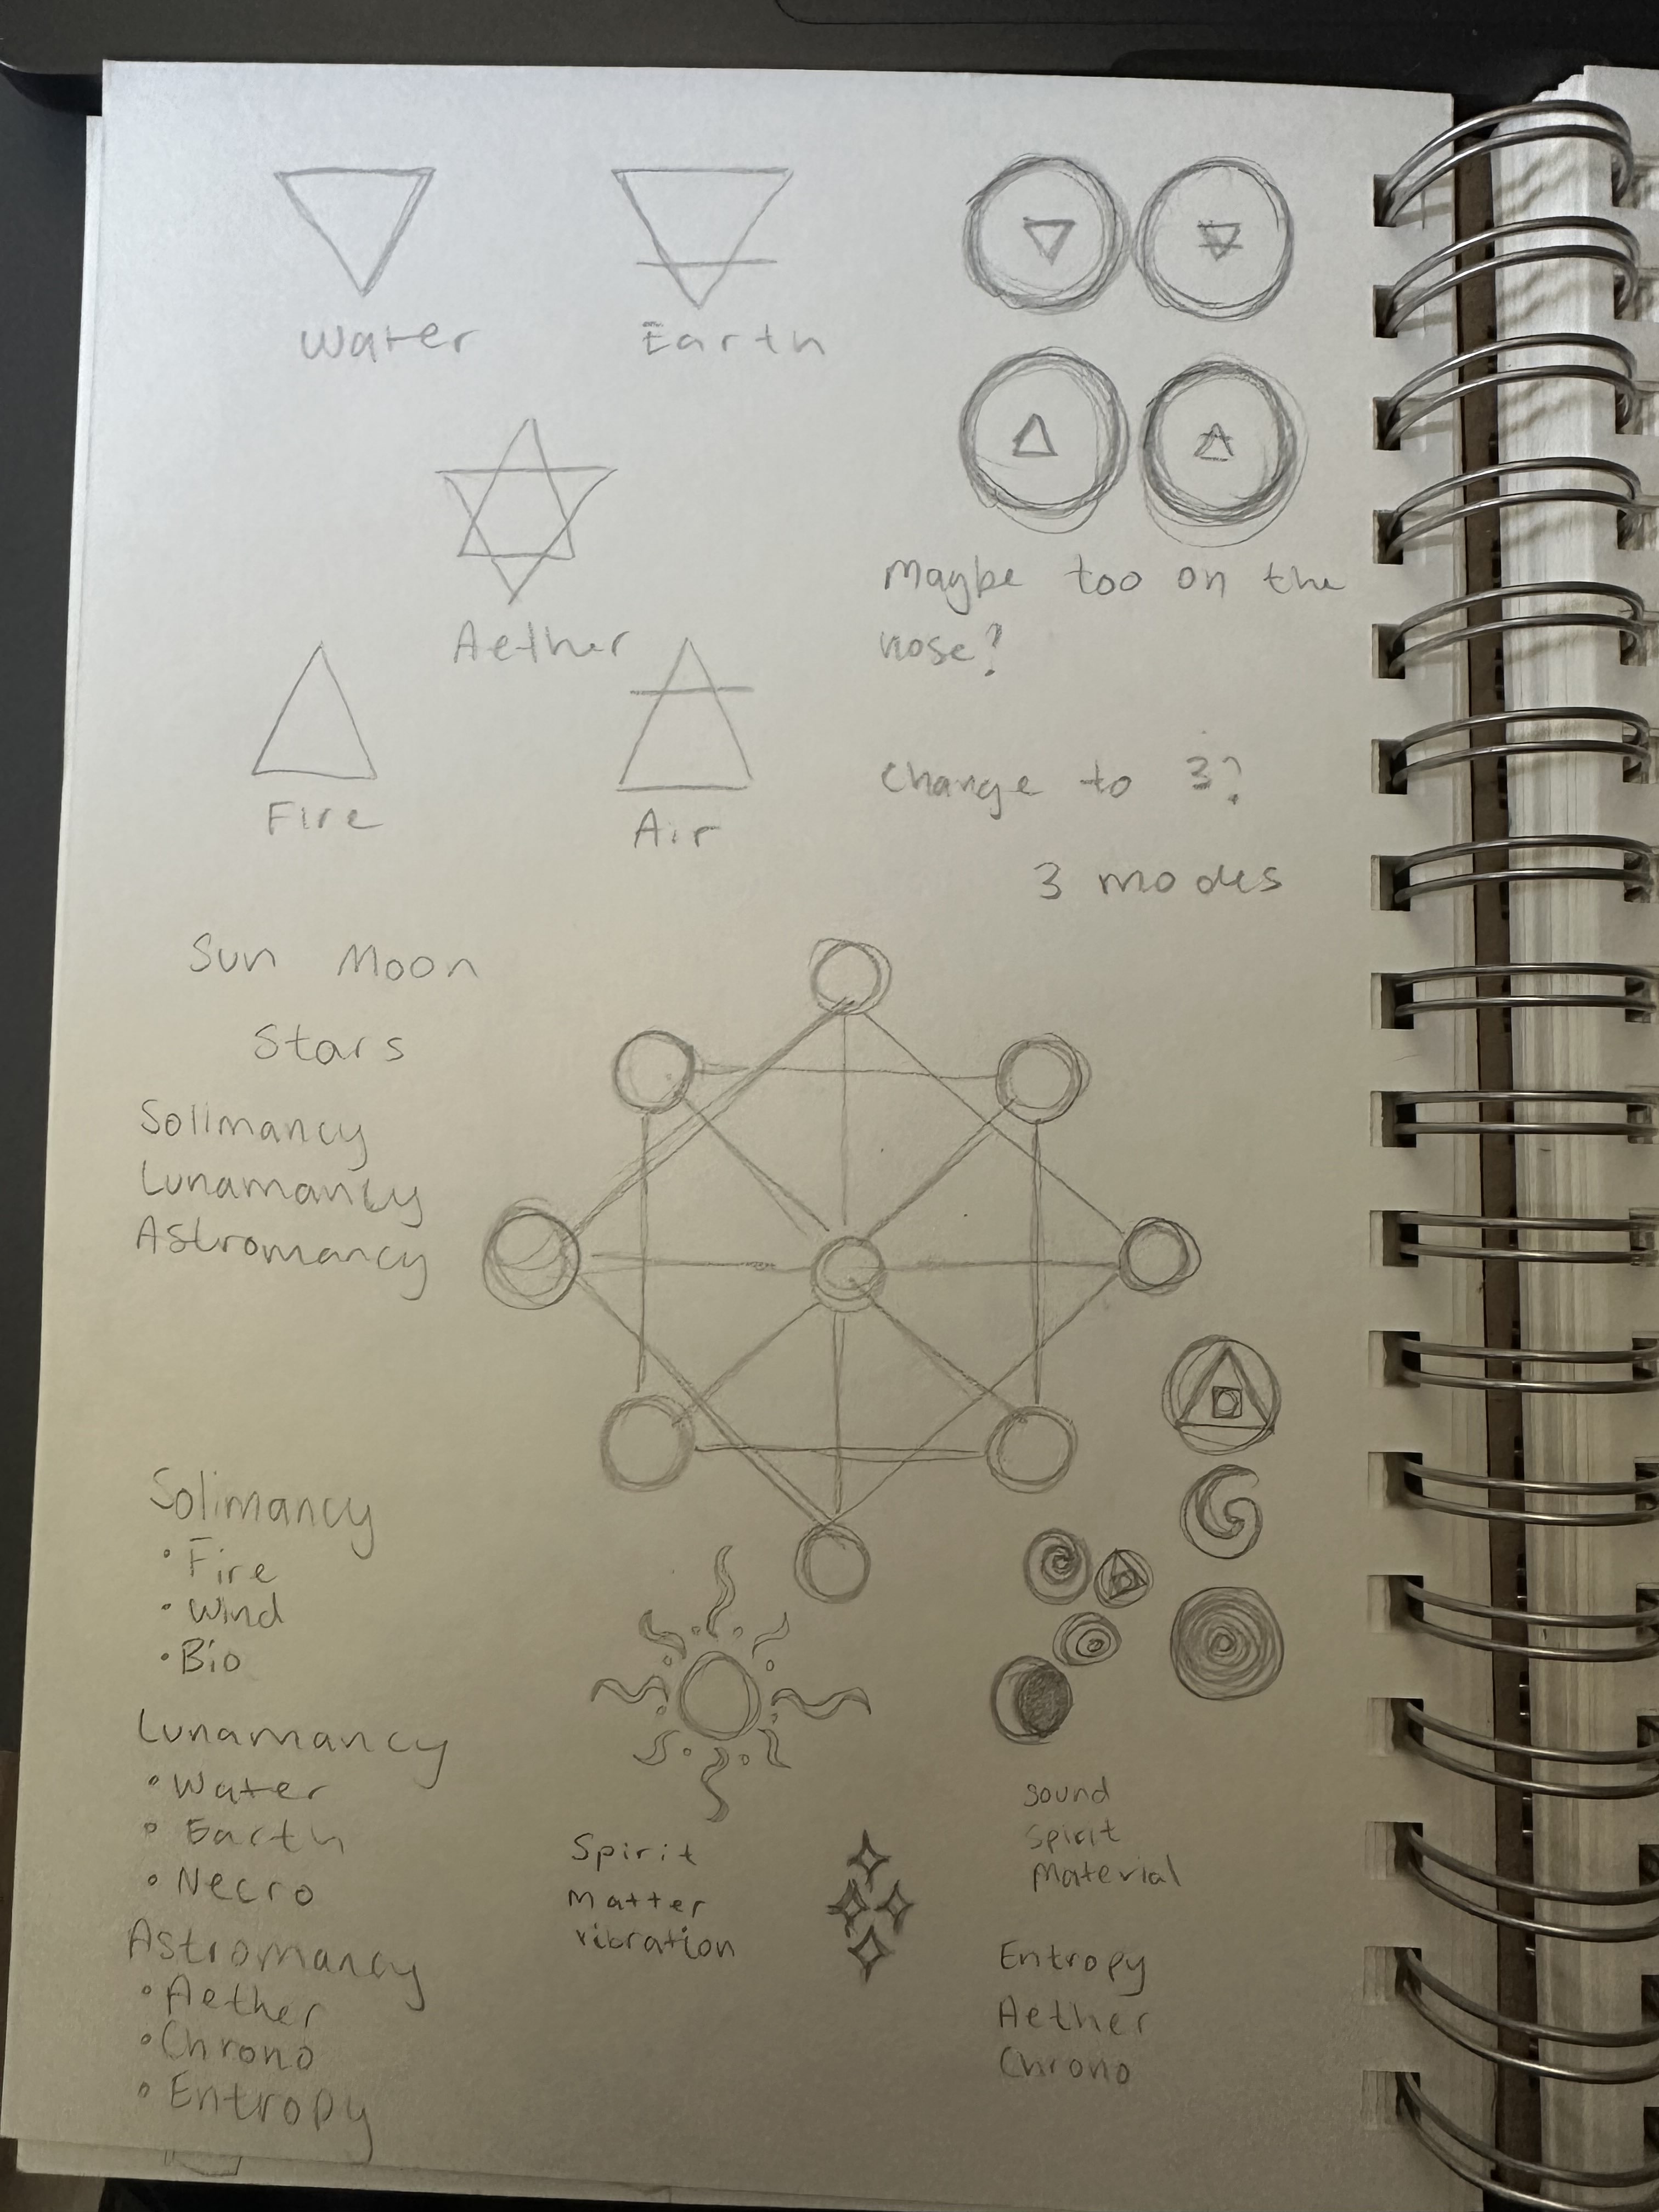 Water
Earth
Aether
Fire
Air
Maybe too on the
nose?
Change to 3?
3 modes
Sun Moon
Stars
Solimancy
Lunamancy
Astromancy
Solimancy
• Fire
• Wind
• Bio
Lunamancy
• Water
• Earth
• Necro
Astromancy
• Aether
• Chrono
• Entropy
Spirit
Matter
vibration
sound
spirit
material
Entropy
Aether
Chrono